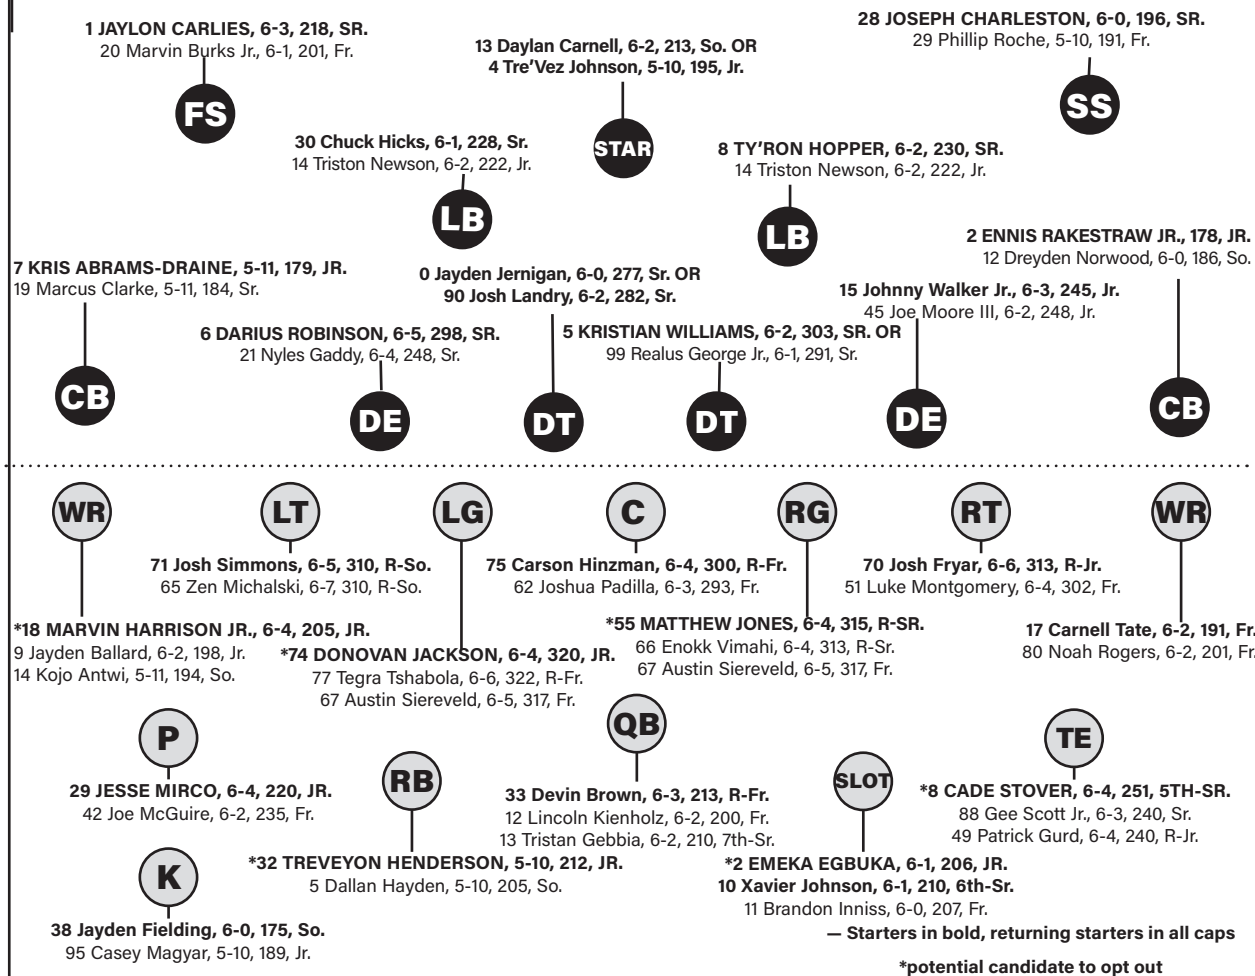 1 JAYLON CARLIES, 6-3, 218, SR.
20 Marvin Burks Jr., 6-1, 201, Fr.
FS
13 Daylan Carnell, 6-2, 213, So. OR
4 Tre’Vez Johnson, 5-10, 195, Jr.
STAR
28 JOSEPH CHARLESTON, 6-0, 196, SR.
29 Phillip Roche, 5-10, 191, Fr.
SS
30 Chuck Hicks, 6-1, 228, Sr.
14 Triston Newson, 6-2, 222, Jr.
LB
8 TY’RON HOPPER, 6-2, 230, SR.
14 Triston Newson, 6-2, 222, Jr.
LB
7 KRIS ABRAMS-DRAINE, 5-11, 179, JR.
19 Marcus Clarke, 5-11, 184, Sr.
CB
6 DARIUS ROBINSON, 6-5, 298, SR.
21 Nyles Gaddy, 6-4, 248, Sr.
DE
0 Jayden Jernigan, 6-0, 277, Sr. OR
90 Josh Landry, 6-2, 282, Sr.
DT
5 KRISTIAN WILLIAMS, 6-2, 303, SR. OR
99 Realus George Jr., 6-1, 291, Sr.
DT
15 Johnny Walker Jr., 6-3, 245, Jr.
45 Joe Moore III, 6-2, 248, Jr.
DE
2 ENNIS RAKESTRAW JR., 178, JR.
12 Dreyden Norwood, 6-0, 186, So.
CB
WR
*18 MARVIN HARRISON JR., 6-4, 205, JR.
9 Jayden Ballard, 6-2, 198, Jr.
14 Kojo Antwi, 5-11, 194, So.
LT
71 Josh Simmons, 6-5, 310, R-So.
65 Zen Michalski, 6-7, 310, R-So.
LG
*74 DONOVAN JACKSON, 6-4, 320, JR.
77 Tegra Tshabola, 6-6, 322, R-Fr.
67 Austin Siereveld, 6-5, 317, Fr.
C
75 Carson Hinzman, 6-4, 300, R-Fr.
62 Joshua Padilla, 6-3, 293, Fr.
RG
*55 MATTHEW JONES, 6-4, 315, R-SR.
66 Enokk Vimahi, 6-4, 313, R-Sr.
67 Austin Siereveld, 6-5, 317, Fr.
RT
70 Josh Fryar, 6-6, 313, R-Jr.
51 Luke Montgomery, 6-4, 302, Fr.
WR
17 Carnell Tate, 6-2, 191, Fr.
80 Noah Rogers, 6-2, 201, Fr.
P
29 JESSE MIRCO, 6-4, 220, JR.
42 Joe McGuire, 6-2, 235, Fr.
RB
*32 TREVEYON HENDERSON, 5-10, 212, JR.
5 Dallan Hayden, 5-10, 205, So.
QB
33 Devin Brown, 6-3, 213, R-Fr.
12 Lincoln Kienholz, 6-2, 200, Fr.
13 Tristan Gebbia, 6-2, 210, 7th-Sr.
SLOT
*2 EMEKA EGBUKA, 6-1, 206, JR.
10 Xavier Johnson, 6-1, 210, 6th-Sr.
11 Brandon Inniss, 6-0, 207, Fr.
TE
*8 CADE STOVER, 6-4, 251, 5TH-SR.
88 Gee Scott Jr., 6-3, 240, Sr.
49 Patrick Gurd, 6-4, 240, R-Jr.
K
38 Jayden Fielding, 6-0, 175, So.
95 Casey Magyar, 5-10, 189, Jr.
— Starters in bold, returning starters in all caps
*potential candidate to opt out